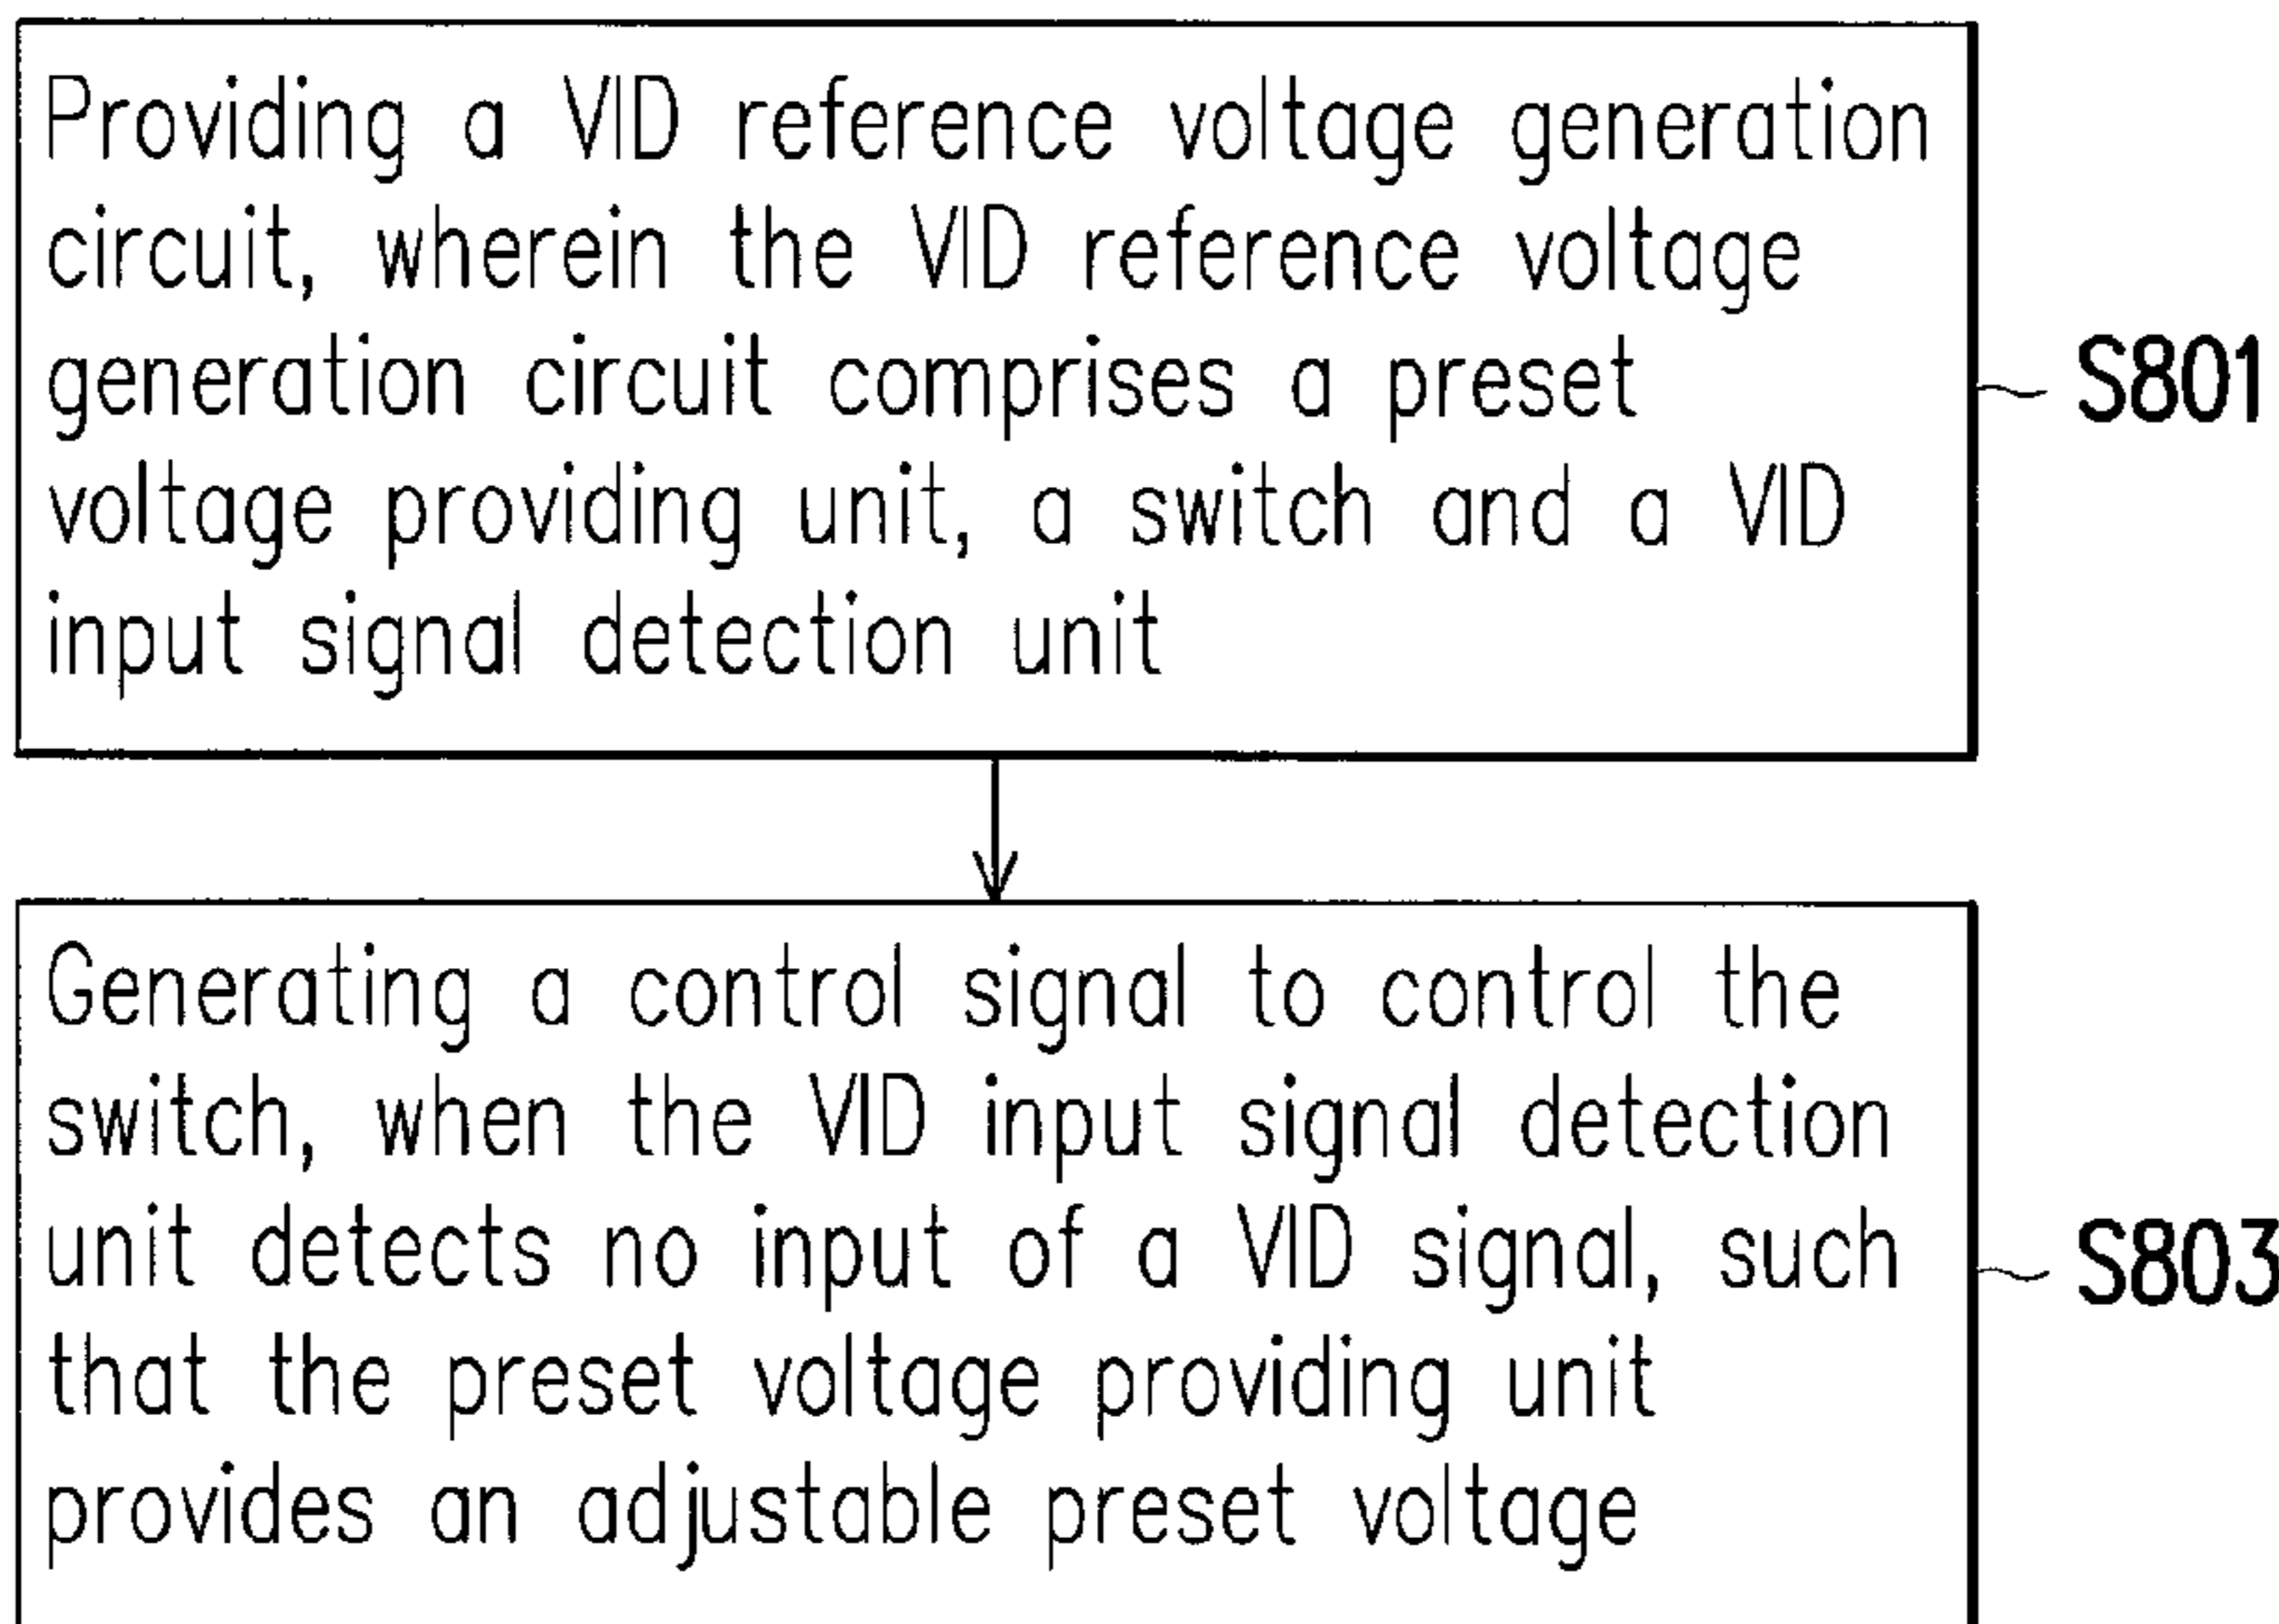 Providing a VID reference voltage generation
circuit, wherein the VID reference voltage
generation circuit comprises a preset
voltage providing unit, a switch and a VID
input signal detection unit
S801
Generating a control signal to control the
switch, when the VID input signal detection
unit detects no input of a VID signal, such
that the preset voltage providing unit
provides an adjustable preset voltage
S803